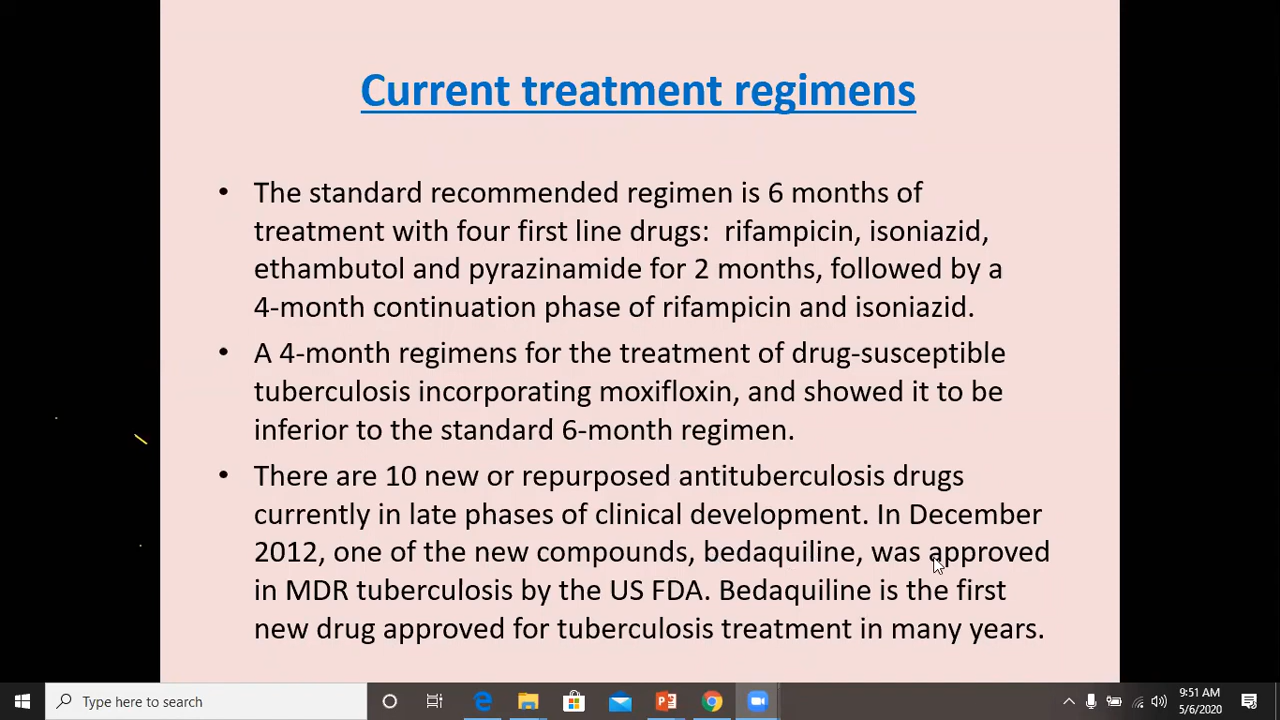 Current treatment regimens
• The standard recommended regimen is 6 months of
treatment with four first line drugs:  rifampicin, isoniazid,
ethambutol and pyrazinamide for 2 months, followed by a
4-month continuation phase of rifampicin and isoniazid.
• A 4-month regimens for the treatment of drug-susceptible
tuberculosis incorporating moxifloxin, and showed it to be
inferior to the standard 6-month regimen.
• There are 10 new or repurposed antituberculosis drugs
currently in late phases of clinical development. In December
2012, one of the new compounds, bedaquiline, was approved
in MDR tuberculosis by the US FDA. Bedaquiline is the first
new drug approved for tuberculosis treatment in many years.
Type here to search
9:51 AM
5/6/2020